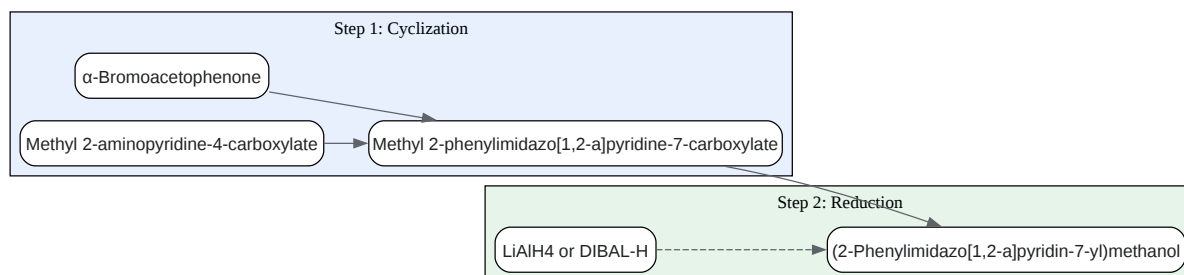 Step 1: Cyclization
α-Bromoacetophenone
Methyl 2-aminopyridine-4-carboxylate
Methyl 2-phenylimidazo[1,2-a]pyridine-7-carboxylate
Step 2: Reduction
LiAlH4 or DIBAL-H
(2-Phenylimidazo[1,2-a]pyridin-7-yl)methanol